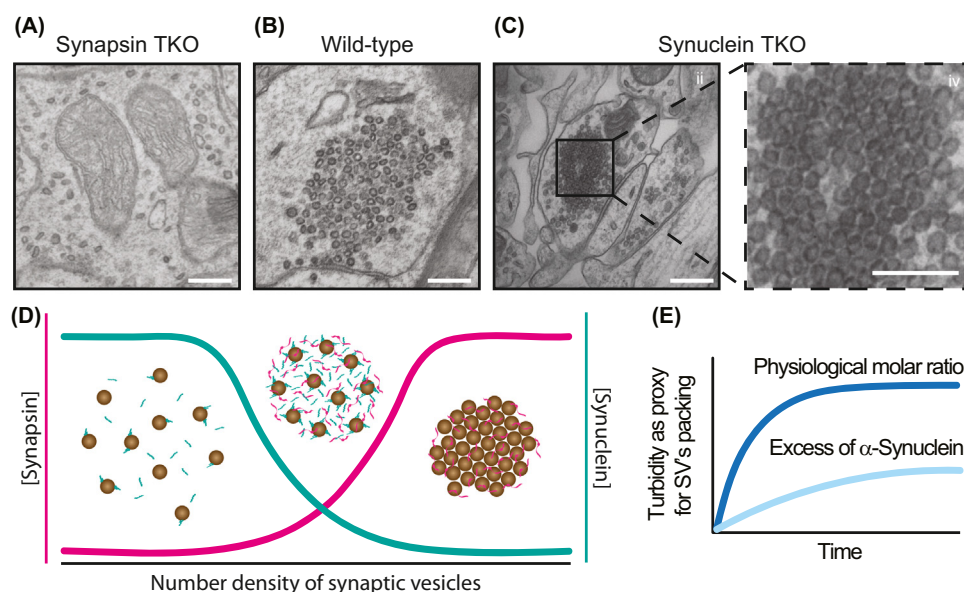 (A)
Synapsin TKO
(B)
Wild-type
(C)
Synuclein TKO
ii
iv
(D)
[Synapsin]
[Synuclein]
Number density of synaptic vesicles
(E)
Turbidity as proxy
for SV's packing
Physiological molar ratio
Excess of α-Synuclein
Time